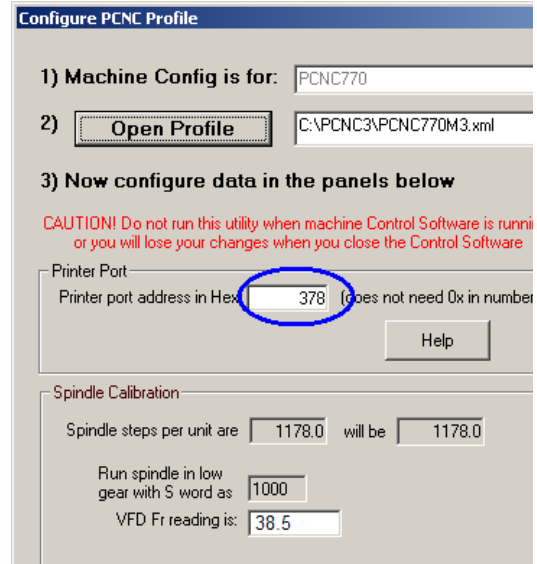 Configure PCNC Profile
1) Machine Config is for: PCNC770
2) Open Profile C:\PCNC3\PCNC770M3.xml
3) Now configure data in the panels below
CAUTION! Do not run this utility when machine Control Software is runni
or you will lose your changes when you close the Control Software
Printer Port
Printer port address in Hex 378 (does not need 0x in number
Help
Spindle Calibration
Spindle steps per unit are 1178.0 will be 1178.0
Run spindle in low
gear with S word as 1000
VFD Fr reading is: 38.5